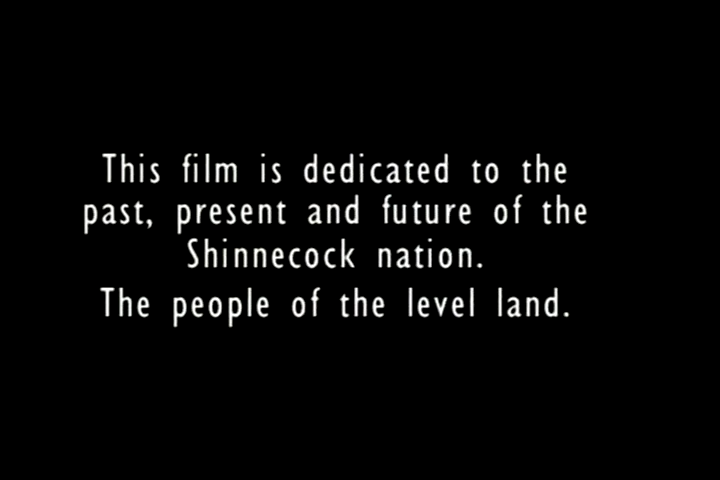 This film is dedicated to the
past, present and future of the
Shinnecock nation.
The people of the level land.